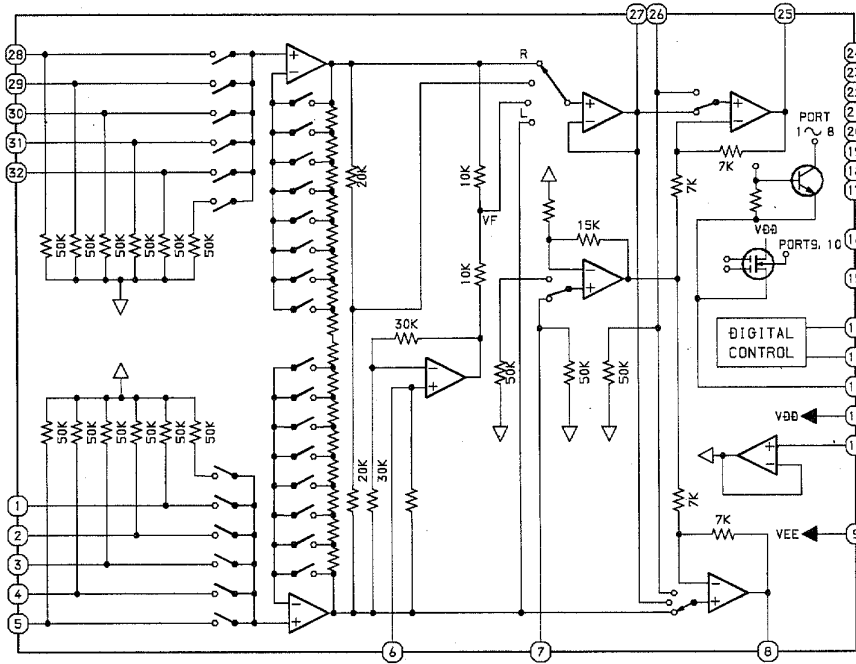 27 26 25
28
29
30
31
32
R
L
PORT
1~8
7K
7K
20K
10K
VF
15K
VDD
PORT9, 10
50K 50K 50K 50K 50K 50K
10K
30K
50K 50K 50K
DIGITAL
CONTROL
50K 50K 50K 50K 50K 50K
VDD
20K 30K
7K
7K
VEE
1
2
3
4
5
6 7 8